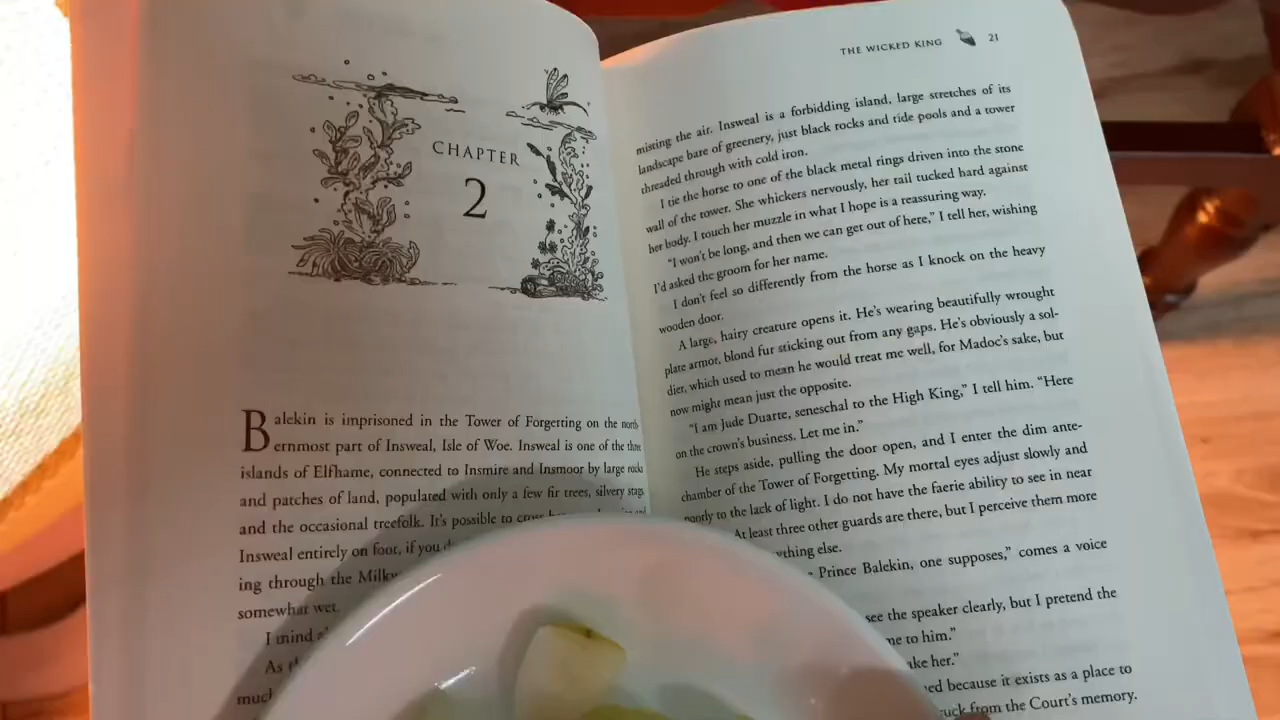 CHAPTER
2
Balekin is imprisoned in the Tower of Forgetting on the north-
ernmost part of Insweal, Isle of Woe. Insweal is one of the three
islands of Elfhame, connected to Insmire and Insmoor by large rocks
and patches of land, populated with only a few fir trees, silvery stags,
and the occasional treefolk. It's possible to cross
Insweal entirely on foot, if you
ing through the
somewhat wet.
I mind
As
much
THE WICKED KING 21
misting the air. Insweal is a forbidding island, large stretches of its
landscape bare of greenery, just black rocks and tide pools and a tower
threaded through with cold iron.
I tie the horse to one of the black metal rings driven into the stone
wall of the tower. She whickers nervously, her tail tucked hard against
her body. I touch her muzzle in what I hope is a reassuring way.
"I won't be long, and then we can get out of here," I tell her, wishing
I'd asked the groom for her name.
I don't feel so differently from the horse as I knock on the heavy
wooden door.
A large, hairy creature opens it. He's wearing beautifully wrought
plate armor, blond fur sticking out from any gaps. He's obviously a sol-
dier, which used to mean he would treat me well, for Madoc's sake, but
now might mean just the opposite.
"I am Jude Duarte, seneschal to the High King," I tell him. "Here
on the crown's business. Let me in."
He steps aside, pulling the door open, and I enter the dim ante-
chamber of the Tower of Forgetting. My mortal eyes adjust slowly and
poorly to the lack of light. I do not have the faerie ability to see in near
At least three other guards are there, but I perceive them more
else.
Prince Balekin, one supposes," comes a voice
see the speaker clearly, but I pretend the
to him."
her."
because it exists as a place to
from the Court's memory.